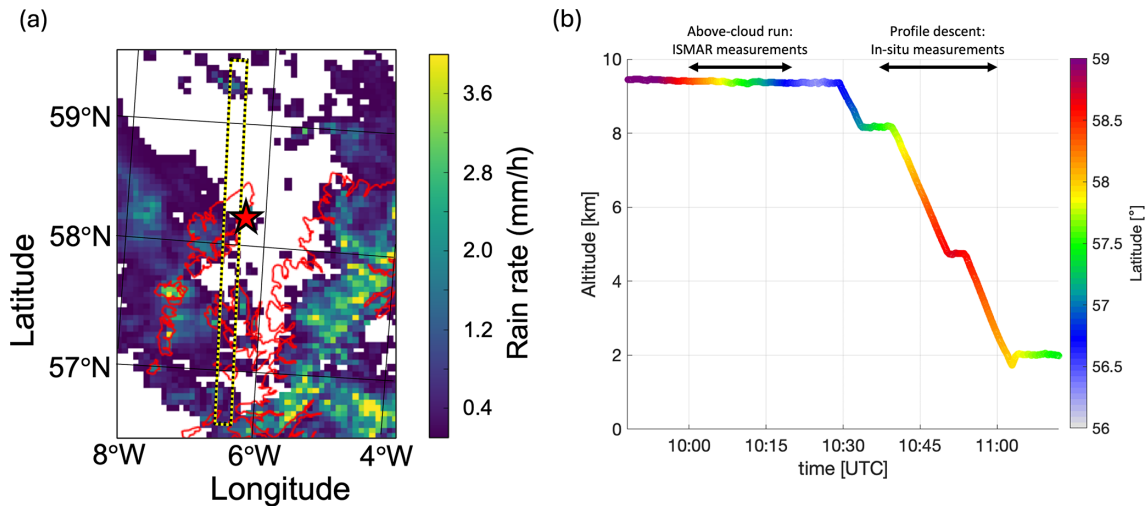 (a)
59°N
58°N
57°N
8°W
6°W
4°W
Latitude
Longitude
3.6
2.8
2.0
1.2
0.4
Rain rate (mm/h)
(b)
Above-cloud run:
ISMAR measurements
Profile descent:
In-situ measurements
10
8
6
4
2
0
Altitude [km]
10:00
10:15
10:30
10:45
11:00
time [UTC]
59
58.5
58
57.5
57
56.5
56
Latitude [°]